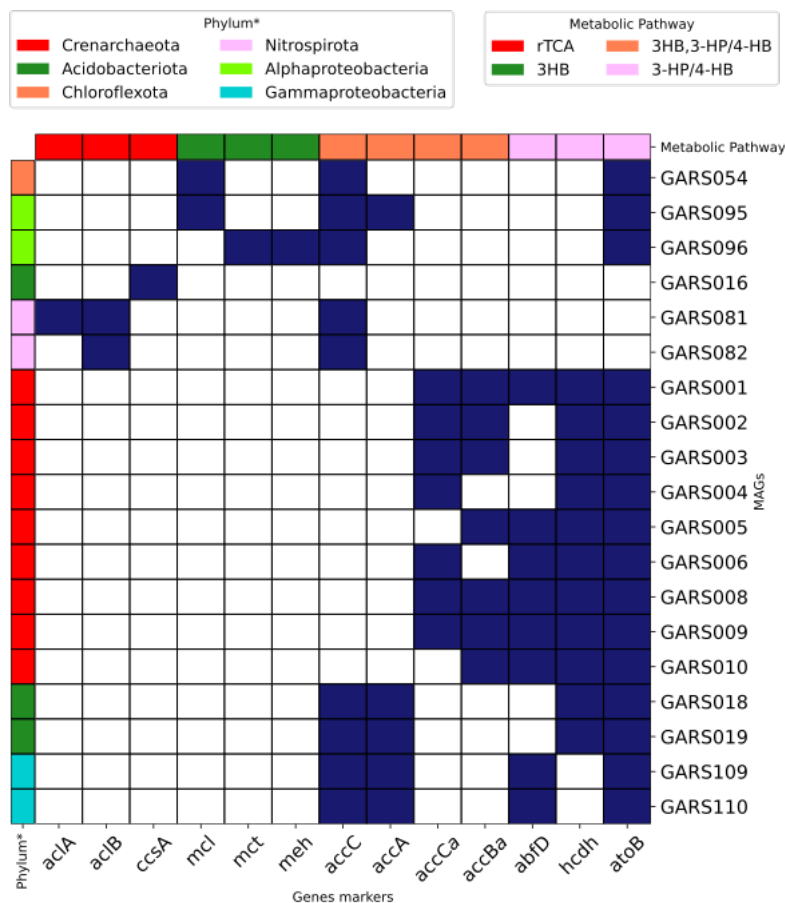 Phylum*
Crenarchaeota
Nitrospirota
Acidobacteriota
Alphaproteobacteria
Chloroflexota
Gammaproteobacteria
Metabolic Pathway
rTCA
3HB,3-HP/4-HB
3HB
3-HP/4-HB
Metabolic Pathway
GARS054
GARS095
GARS096
GARS016
GARS081
GARS082
GARS001
GARS002
GARS003
GARS004
GARS005
GARS006
GARS008
GARS009
GARS010
GARS018
GARS019
GARS109
GARS110
MAGs
Phylum*
aclA
aclB
ccsA
mcl
mct
meh
accC
accA
accCa
accBa
abfD
hcdh
atoB
Genes markers